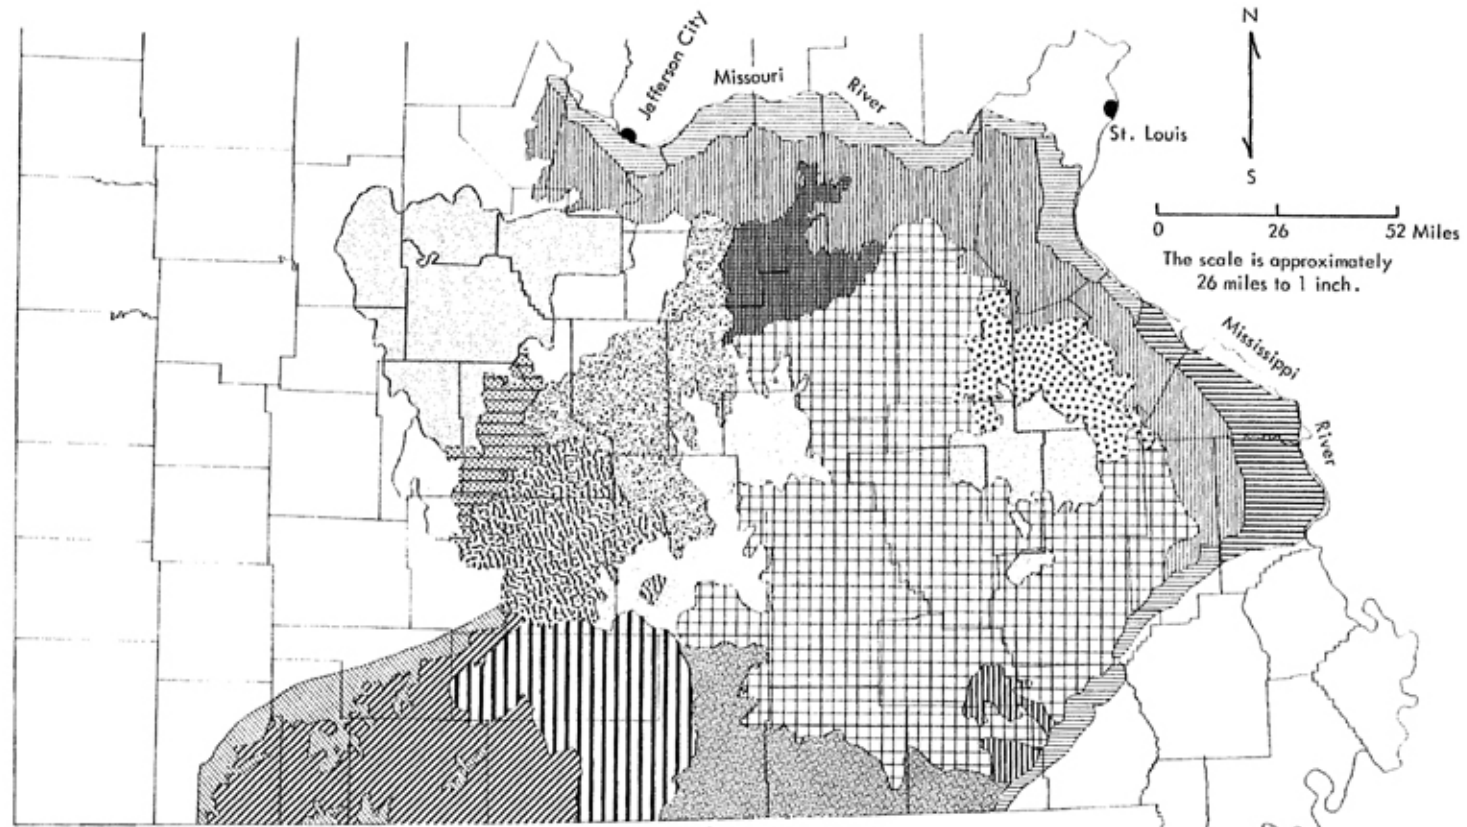 N
Jefferson City
Missouri
River
St. Louis
S
0 26 52 Miles
The scale is approximately
26 miles to 1 inch.
Mississippi
River